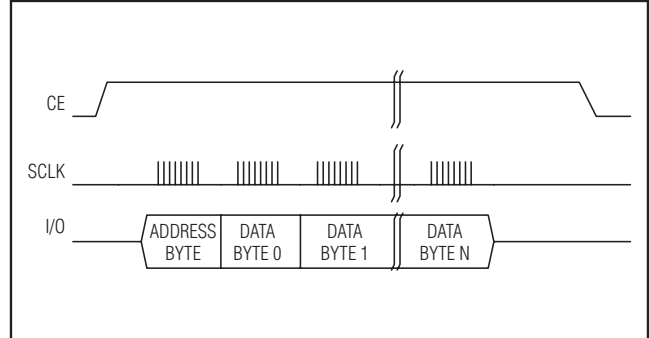 CE
SCLK
I/O
ADDRESS
BYTE
DATA
BYTE 0
DATA
BYTE 1
DATA
BYTE N